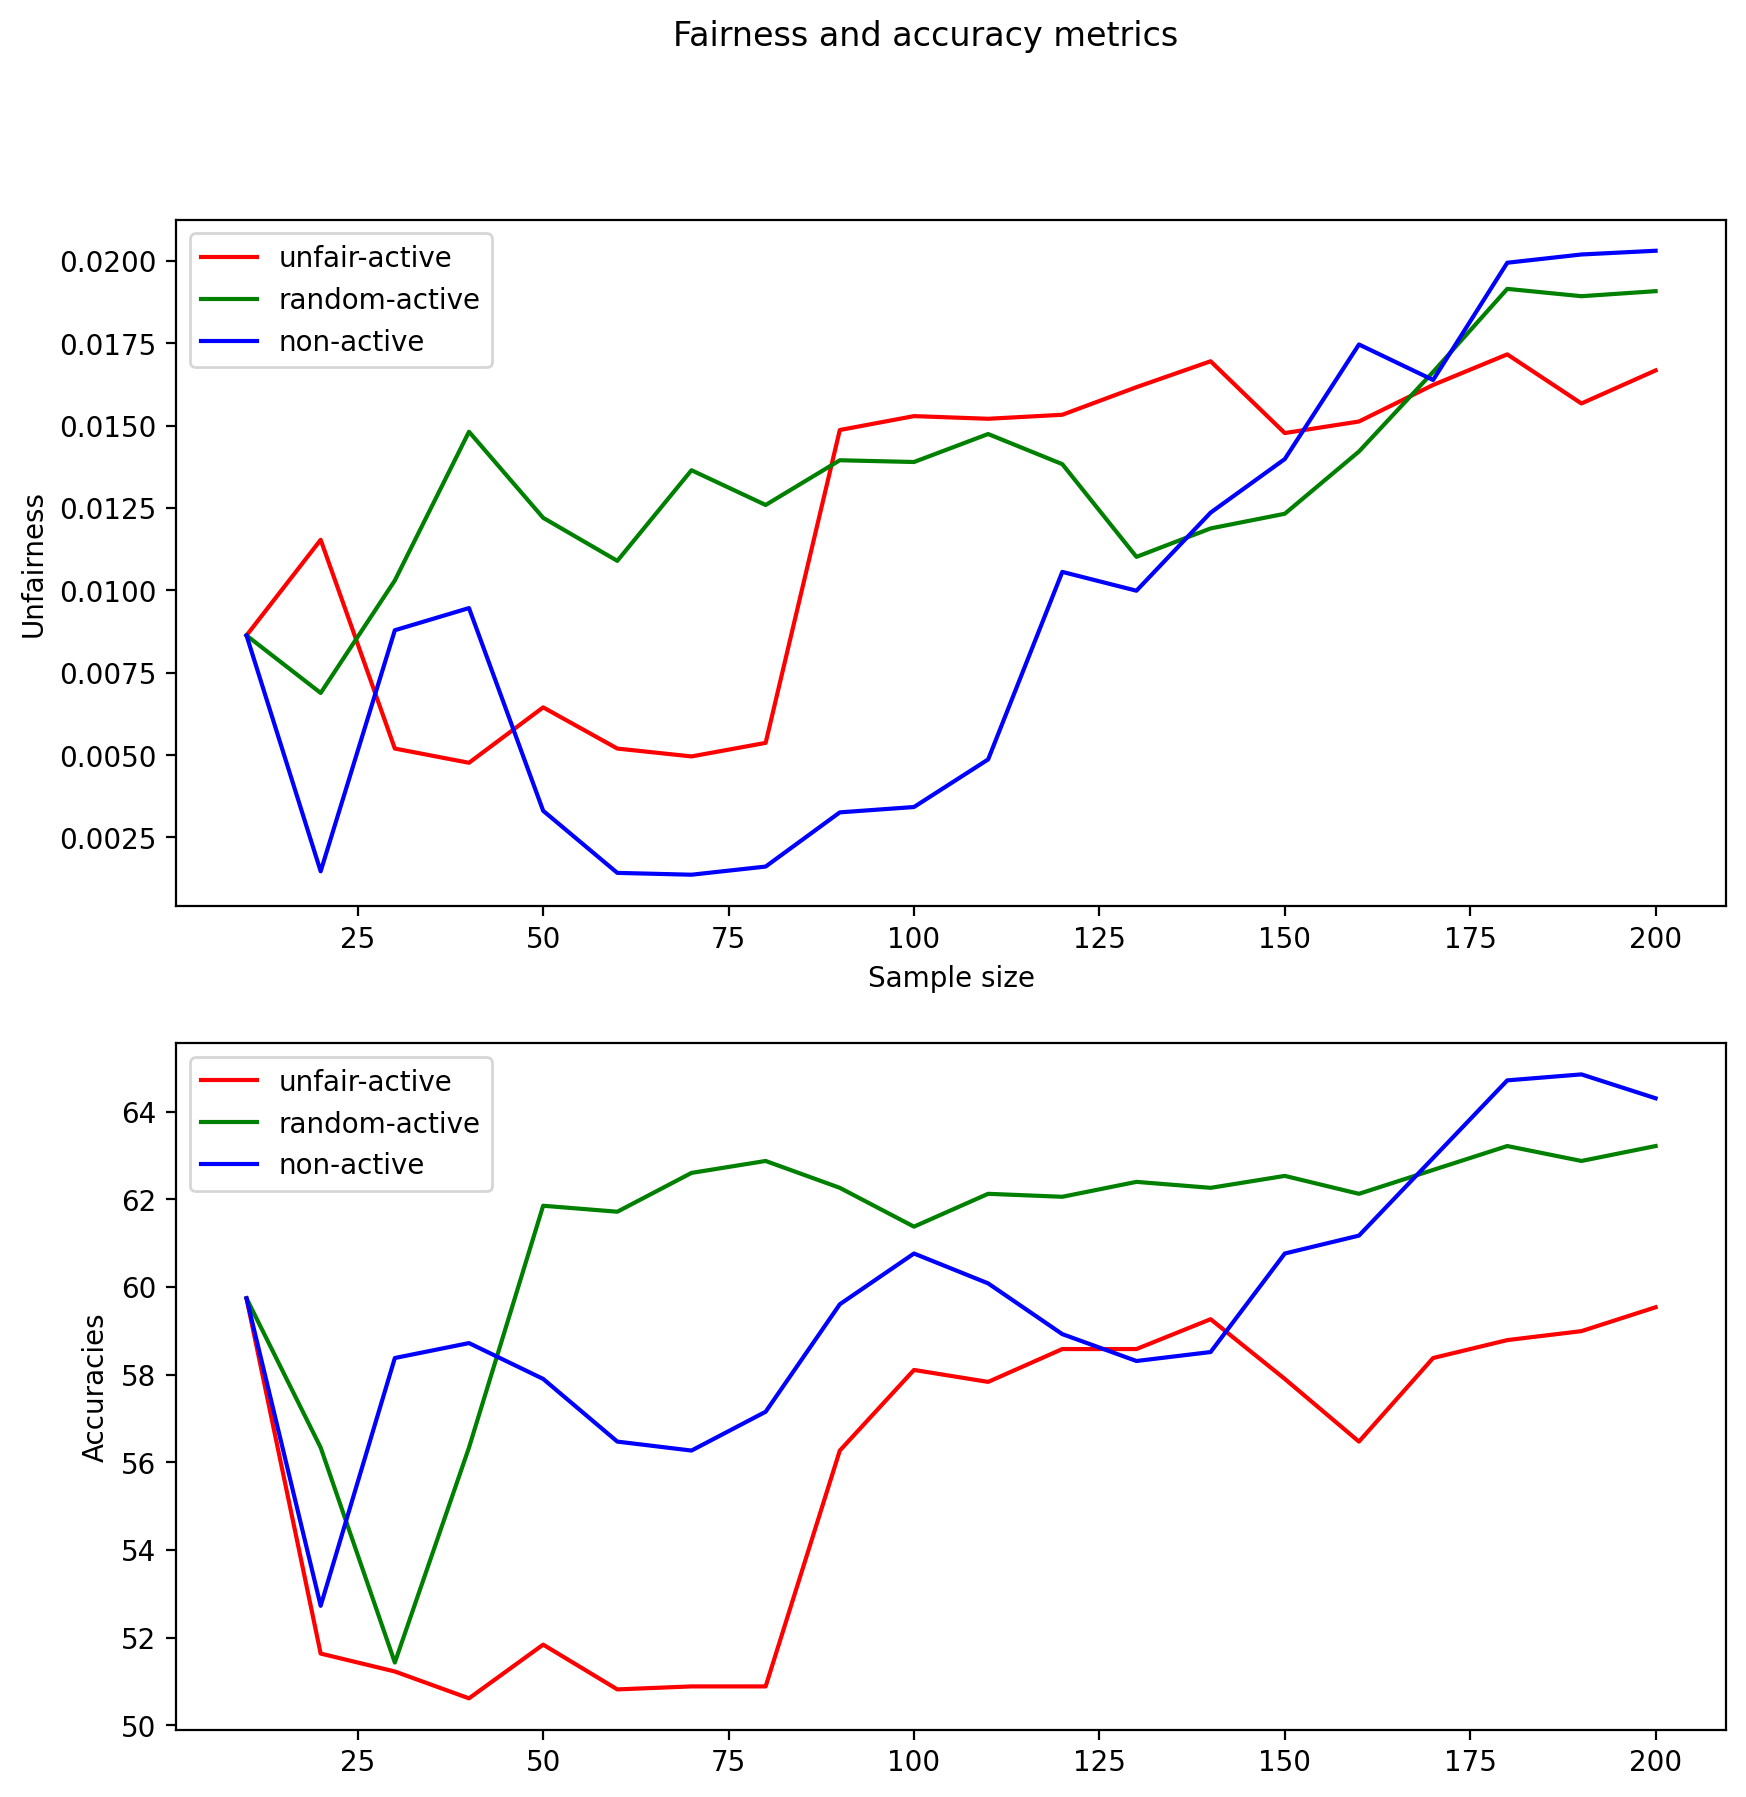 Fairness and accuracy metrics
unfair-active
random-active
non-active
0.0200
0.0175
0.0150
0.0125
0.0100
0.0075
0.0050
0.0025
Unfairness
25 50 75 100 125 150 175 200
Sample size
unfair-active
random-active
non-active
64
62
60
58
56
54
52
50
Accuracies
25 50 75 100 125 150 175 200